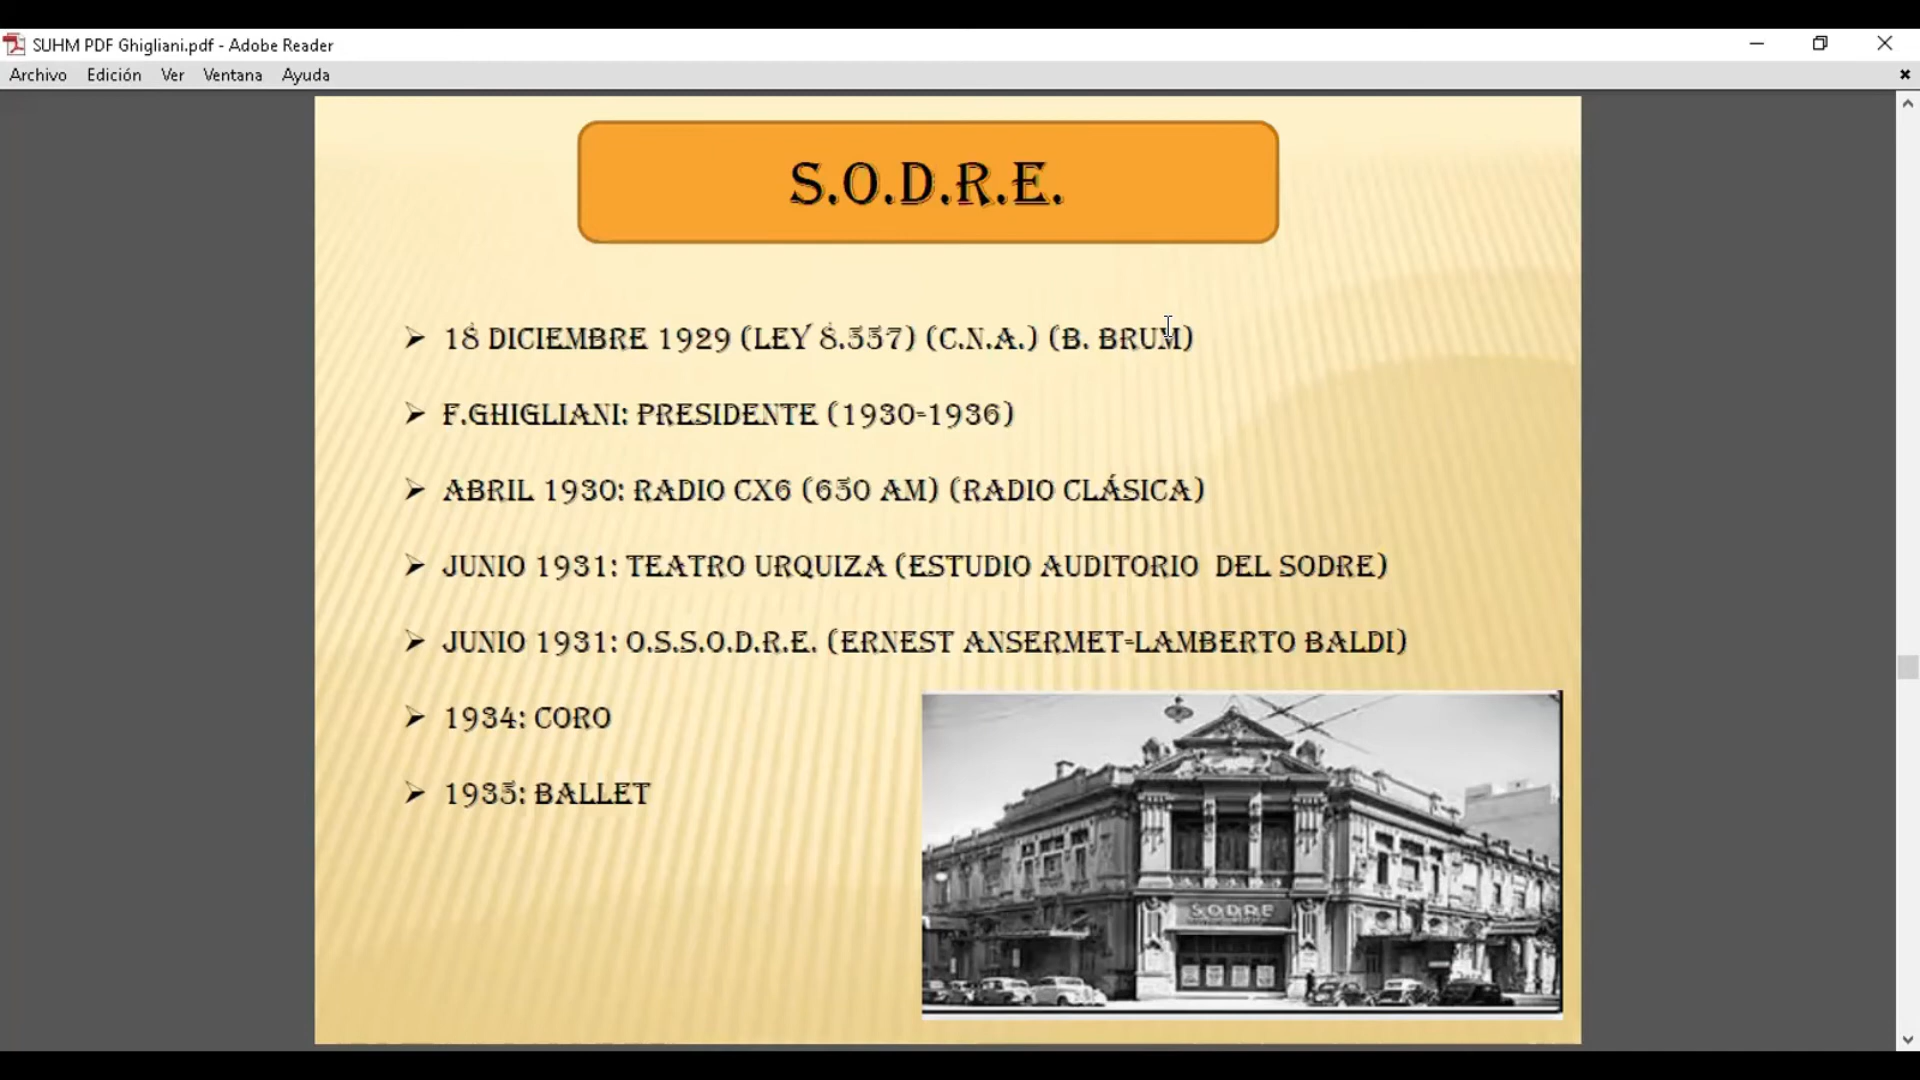 SUHM PDF Ghigliani.pdf - Adobe Reader
Archivo Edición Ver Ventana Ayuda
S.O.D.R.E.
18 DICIEMBRE 1929 (LEY 8.557) (C.N.A.) (B. BRUM)
F.GHIGLIANI: PRESIDENTE (1930-1936)
ABRIL 1930: RADIO CX6 (650 AM) (RADIO CLÁSICA)
JUNIO 1931: TEATRO URQUIZA (ESTUDIO AUDITORIO DEL SODRE)
JUNIO 1931: O.S.S.O.D.R.E. (ERNEST ANSERMET-LAMBERTO BALDI)
1934: CORO
1935: BALLET
SODRE